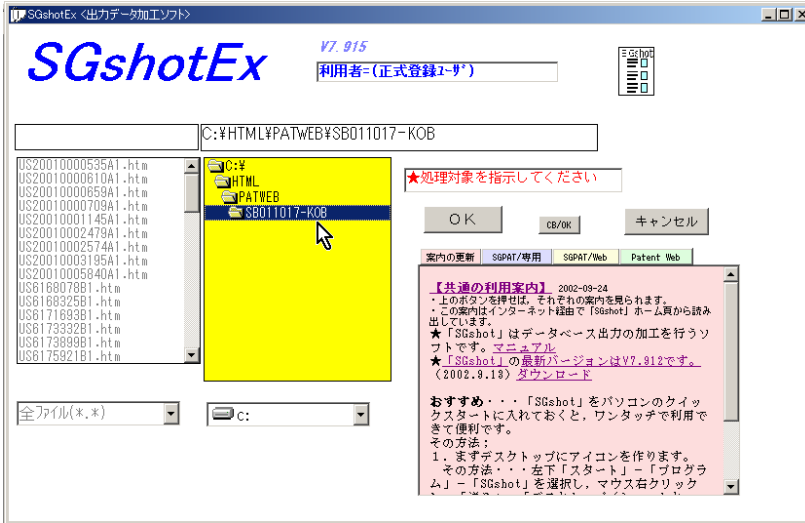 SGshotEx <出力データ加工ソフト>
SGshotEx
V7.915
利用者=(正式登録ﾕｰｻﾞ)
SGshot
C:¥HTML¥PATWEB¥SB011017-KOB
US20010000535A1.htm
US20010000610A1.htm
US20010000659A1.htm
US20010000709A1.htm
US20010001145A1.htm
US20010002479A1.htm
US20010002574A1.htm
US20010003195A1.htm
US20010005840A1.htm
US6168078B1.htm
US6168325B1.htm
US6171693B1.htm
US6173332B1.htm
US6173899B1.htm
US6175921B1.htm
C:¥
HTML
PATWEB
SB011017-KOB
★処理対象を指示してください
OK
CB/OK
キャンセル
案内の更新 SGPAT/専用 SGPAT/Web Patent Web
【共通の利用案内】 2002-09-24
・上のボタンを押せば，それぞれの案内を見られます。
・この案内はインターネット経由で「SGshot」ホーム頁から読み
出しています。
★「SGshot」はデータベース出力の加工を行うソ
フトです。マニュアル
★「SGshot」の最新バージョンはV7.912です。
(2002.9.13) ダウンロード
おすすめ・・・「SGshot」をパソコンのクイッ
クスタートに入れておくと，ワンタッチで利用で
きて便利です。
その方法；
1．まずデスクトップにアイコンを作ります。
その方法・・・左下「スタート」－「プログラ
ム」－「SGshot」を選択し，マウス右クリック
全ﾌｧｲﾙ(*.*)
c: